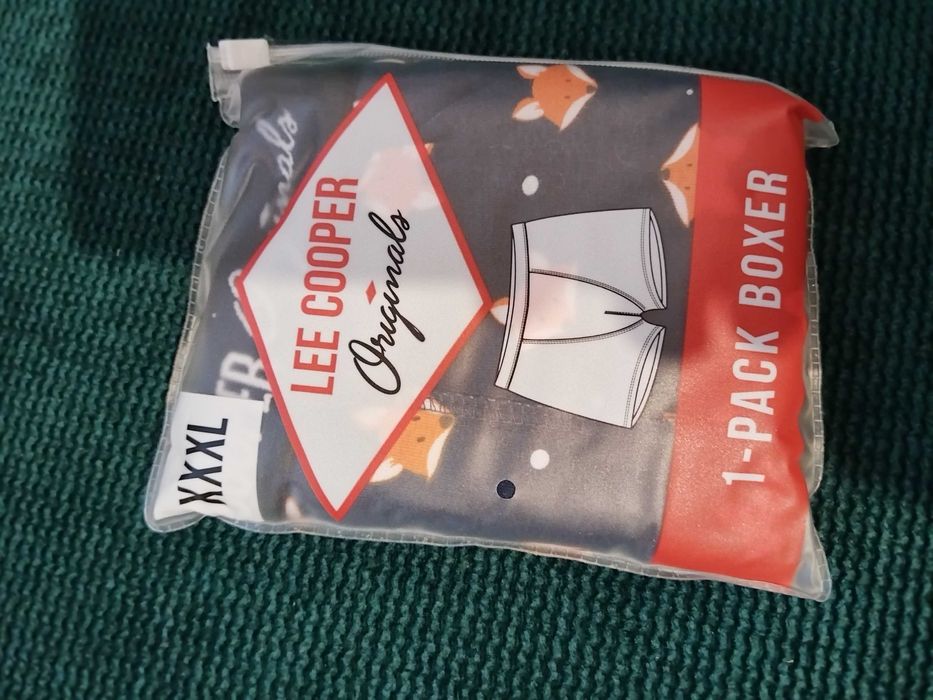 LEE COOPER
Originals
1-PACK BOXER
XXXL